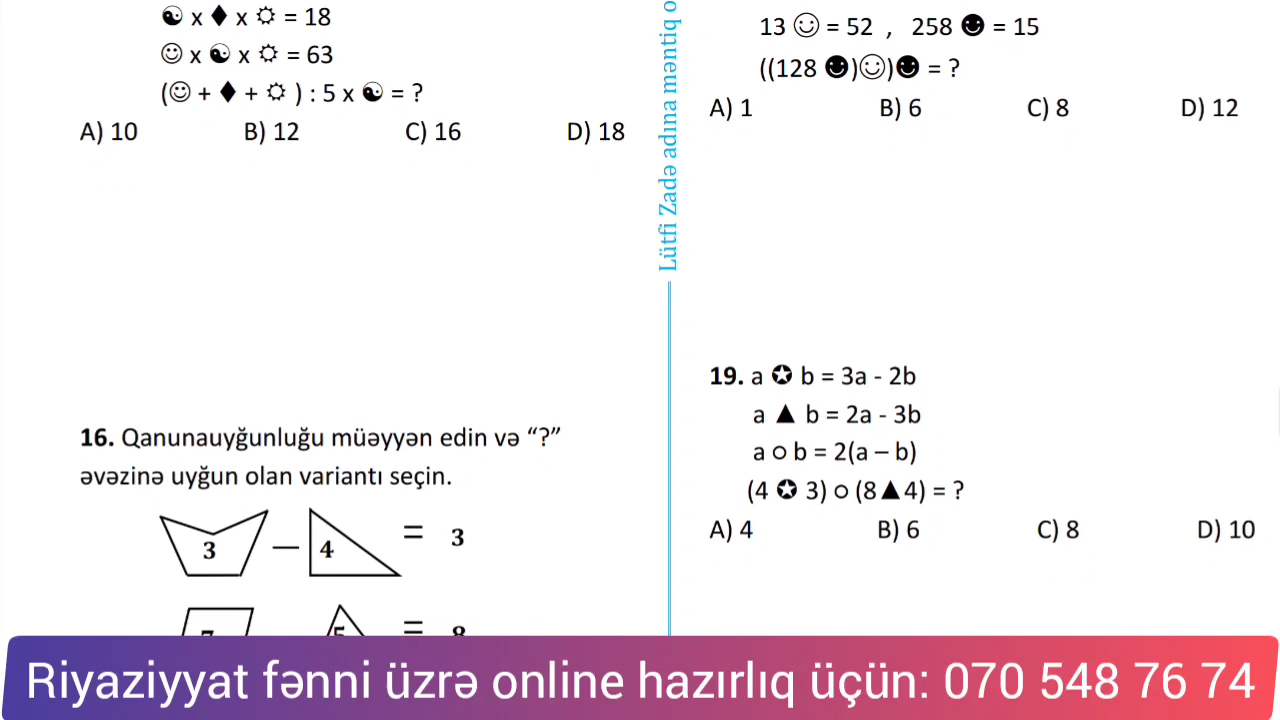 ☯ x ♦ x ☼ = 18
☺ x ☯ x ☼ = 63
(☺ + ♦ + ☼ ) : 5 x ☯ = ?
A) 10 B) 12 C) 16 D) 18
16. Qanunauyğunluğu müəyyən edin və “?”
əvəzinə uyğun olan variantı seçin.
3 — 4 = 3
= 8
Lütfi Zadə adına məntiq
13 ☺ = 52 , 258 ☻ = 15
((128 ☻)☺)☻ = ?
A) 1 B) 6 C) 8 D) 12
19. a ✪ b = 3a - 2b
a ▲ b = 2a - 3b
a ○ b = 2(a – b)
(4 ✪ 3) ○ (8▲4) = ?
A) 4 B) 6 C) 8 D) 10
Riyaziyyat fənni üzrə online hazırlıq üçün: 070 548 76 74